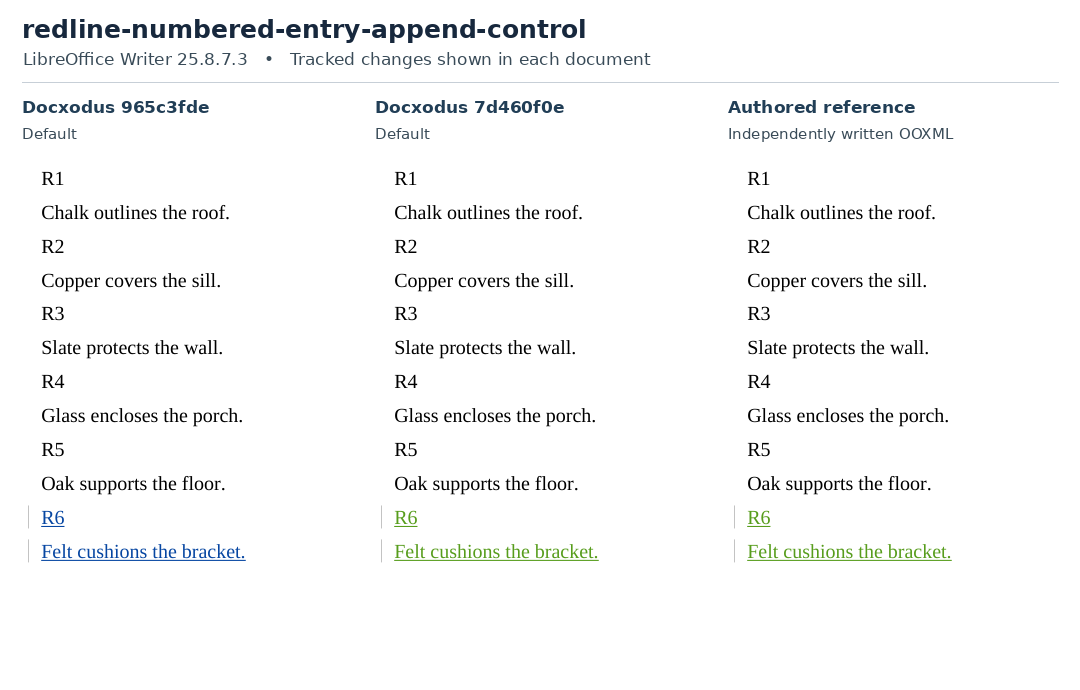 redline-numbered-entry-append-control
LibreOffice Writer 25.8.7.3 • Tracked changes shown in each document
Docxodus 965c3fde
Default
R1
Chalk outlines the roof.
R2
Copper covers the sill.
R3
Slate protects the wall.
R4
Glass encloses the porch.
R5
Oak supports the floor.
R6
Felt cushions the bracket.
Docxodus 7d460f0e
Default
R1
Chalk outlines the roof.
R2
Copper covers the sill.
R3
Slate protects the wall.
R4
Glass encloses the porch.
R5
Oak supports the floor.
R6
Felt cushions the bracket.
Authored reference
Independently written OOXML
R1
Chalk outlines the roof.
R2
Copper covers the sill.
R3
Slate protects the wall.
R4
Glass encloses the porch.
R5
Oak supports the floor.
R6
Felt cushions the bracket.